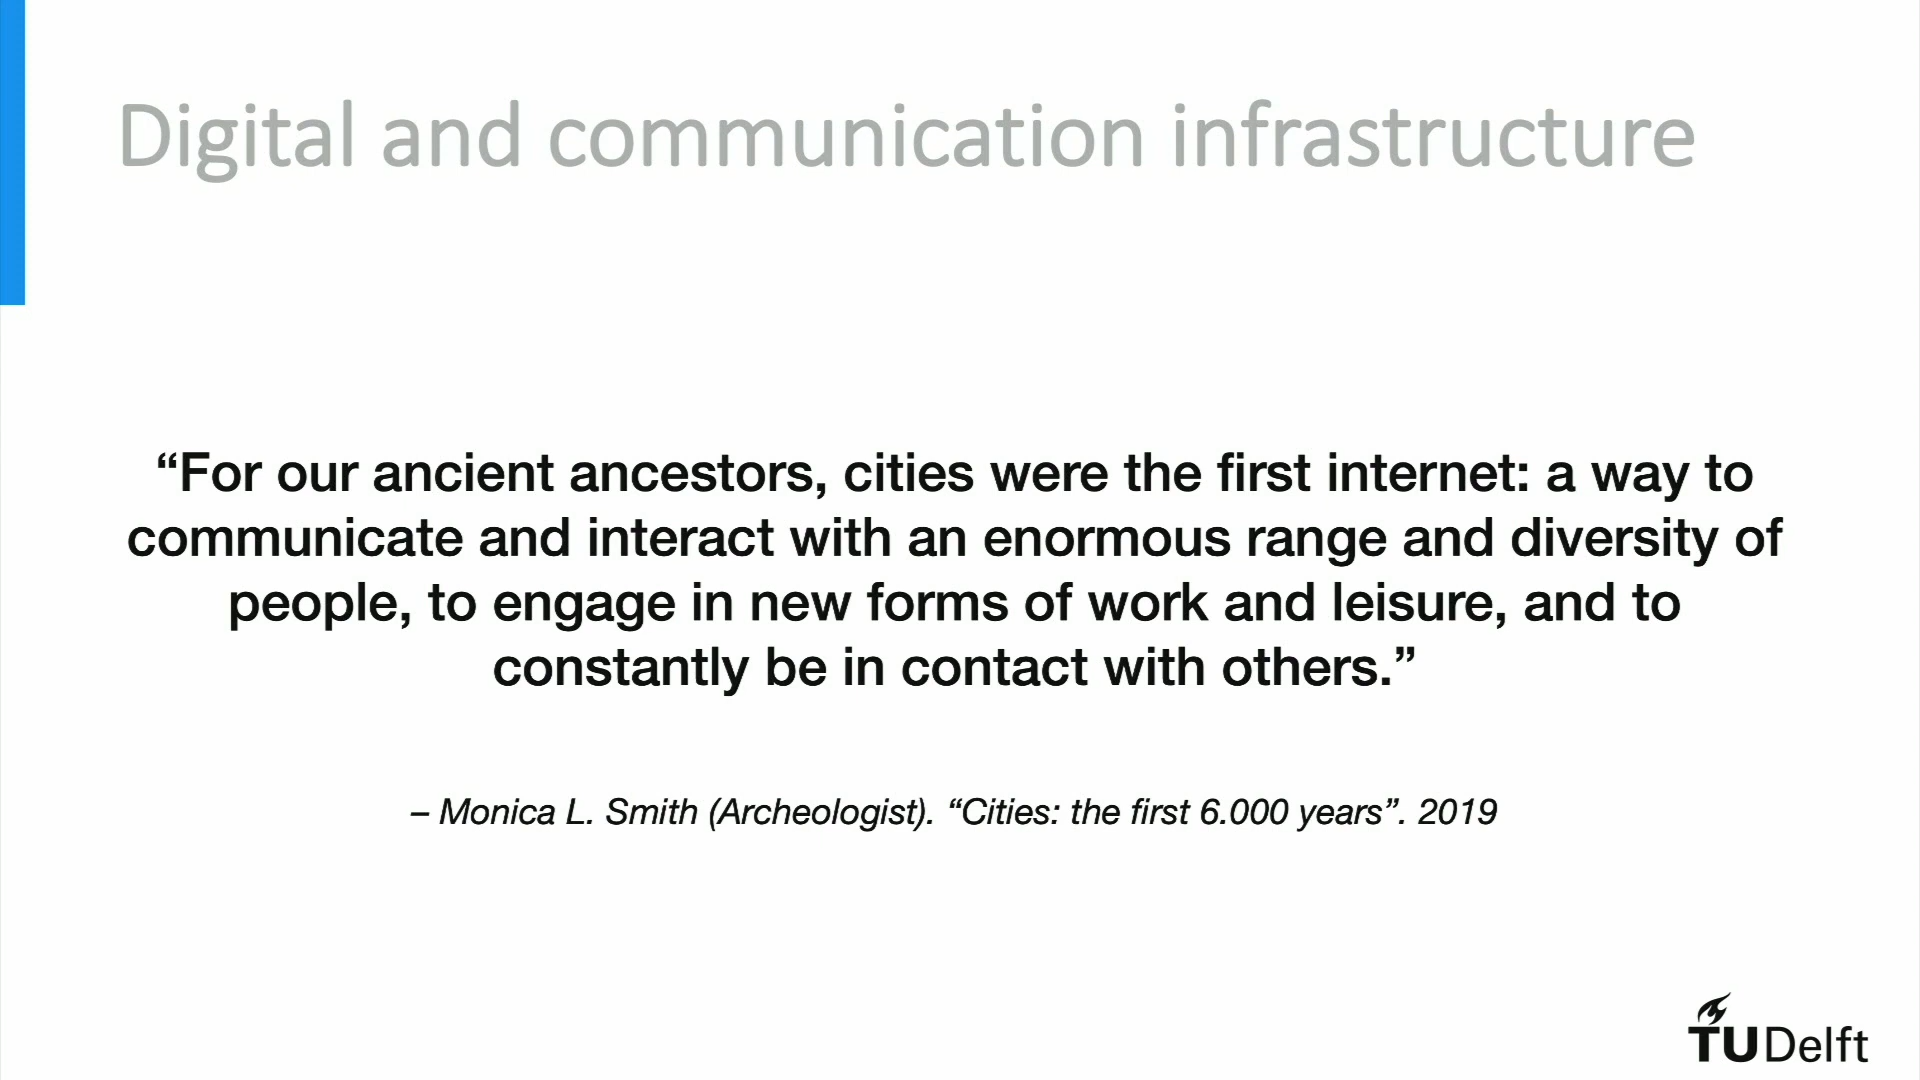 Digital and communication infrastructure
“For our ancient ancestors, cities were the first internet: a way to
communicate and interact with an enormous range and diversity of
people, to engage in new forms of work and leisure, and to
constantly be in contact with others.”
– Monica L. Smith (Archeologist). “Cities: the first 6.000 years”. 2019
TU Delft